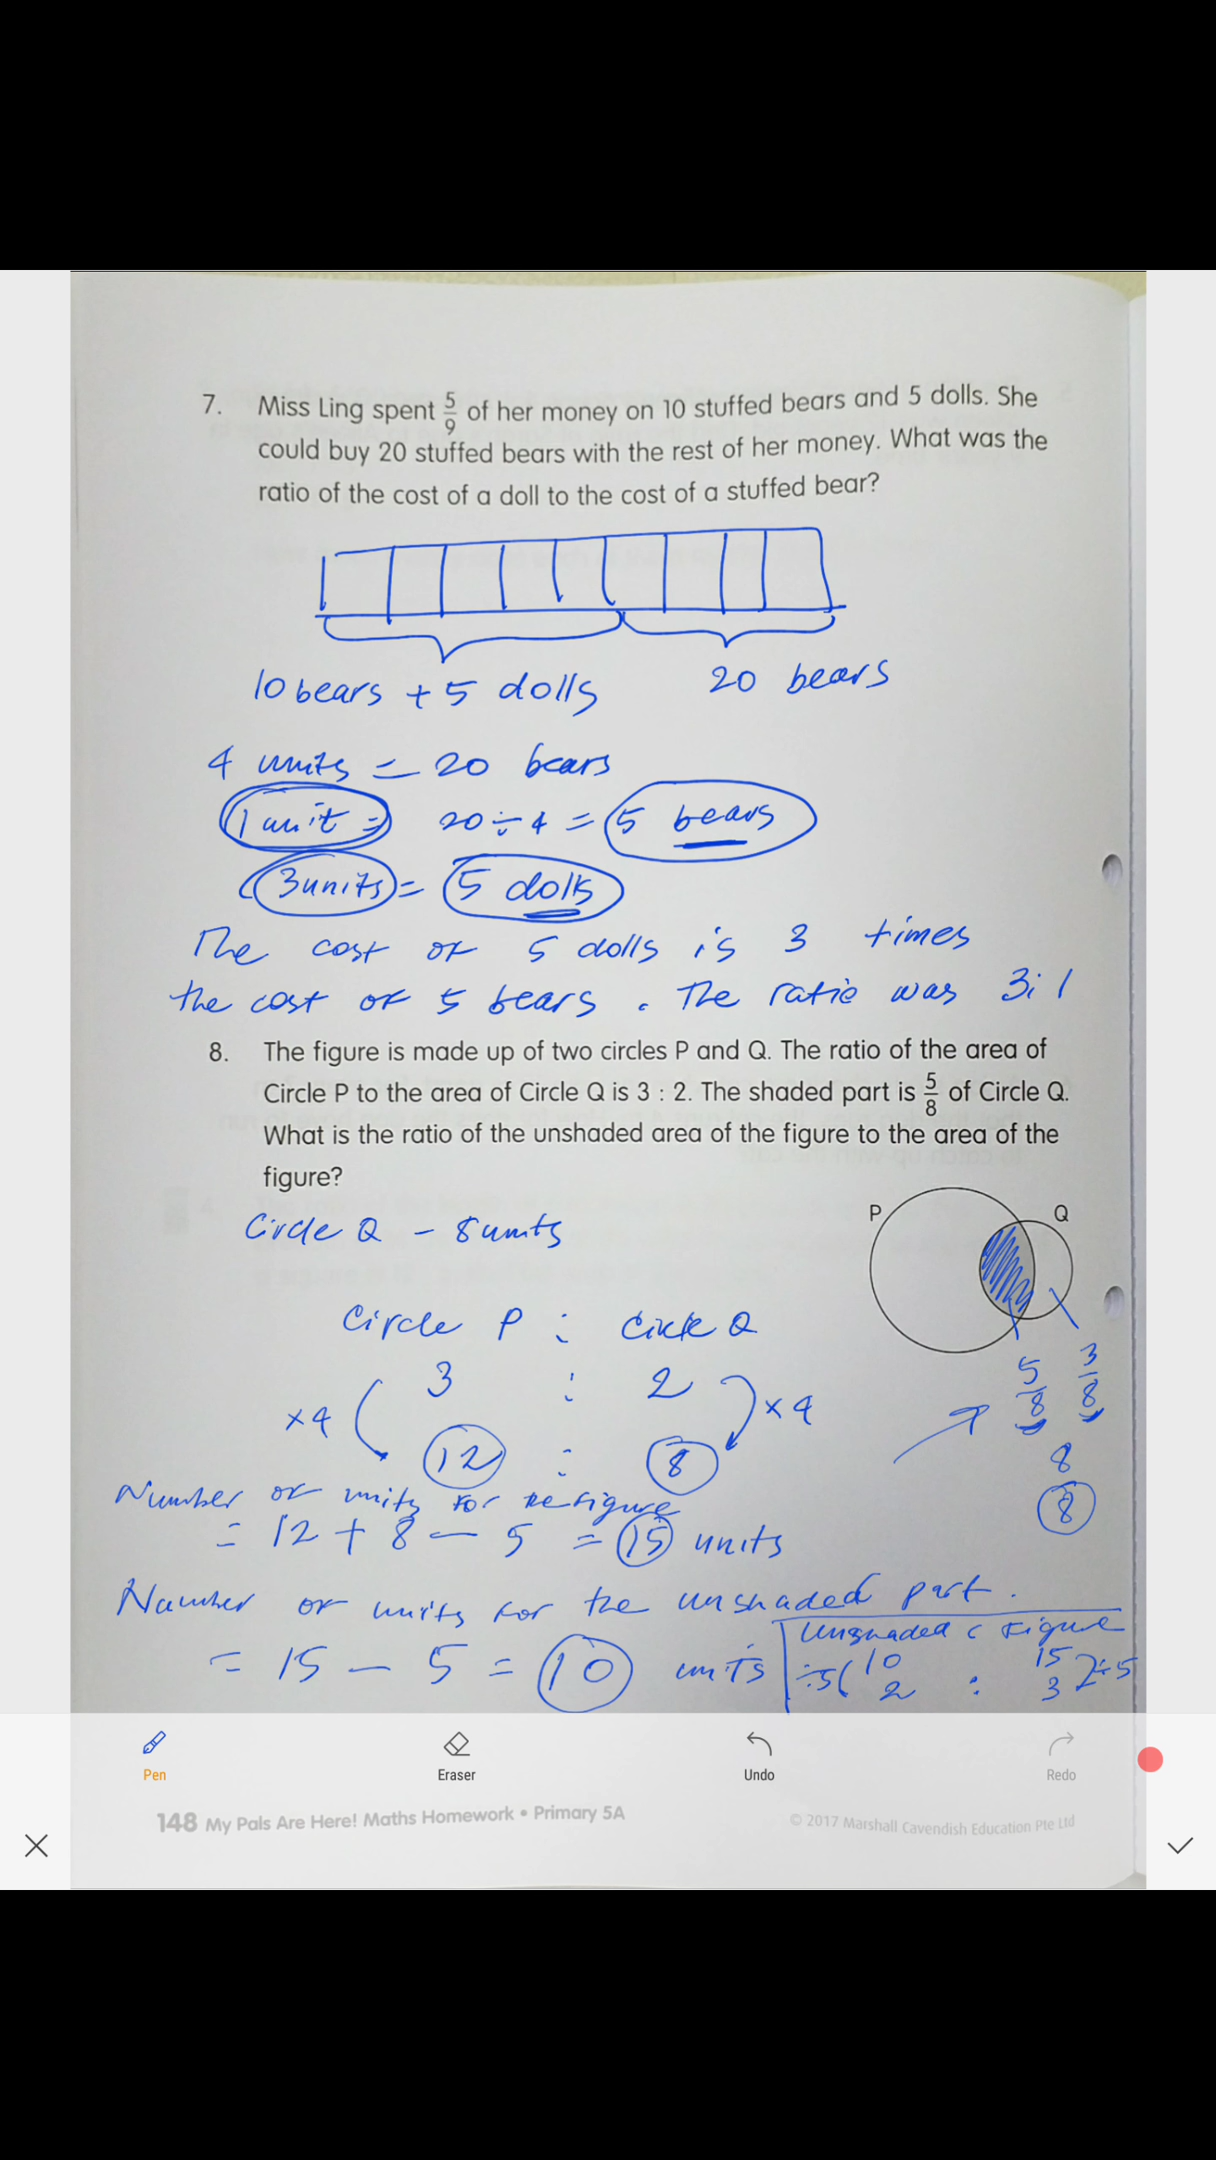 7. Miss Ling spent 5/9 of her money on 10 stuffed bears and 5 dolls. She
could buy 20 stuffed bears with the rest of her money. What was the
ratio of the cost of a doll to the cost of a stuffed bear?
10 bears + 5 dolls 20 bears
4 units = 20 bears
1 unit = 20 ÷ 4 = 5 bears
3 units = 5 dolls
The cost of 5 dolls is 3 times
the cost of 5 bears. The ratio was 3:1
8. The figure is made up of two circles P and Q. The ratio of the area of
Circle P to the area of Circle Q is 3 : 2. The shaded part is 5/8 of Circle Q.
What is the ratio of the unshaded area of the figure to the area of the
figure?
P Q
Circle Q - 8 units
Circle P : Circle Q
3 : 2
×4 ×4
12 : 8
5/8 3/8
8
8
Number of units for the figure
= 12 + 8 - 5 = 15 units
Number of units for the unshaded part.
= 15 - 5 = 10 units
Unshaded : Figure
÷5 10 15 ÷5
2 : 3
Pen Eraser Undo Redo
148 My Pals Are Here! Maths Homework • Primary 5A
© 2017 Marshall Cavendish Education Pte Ltd